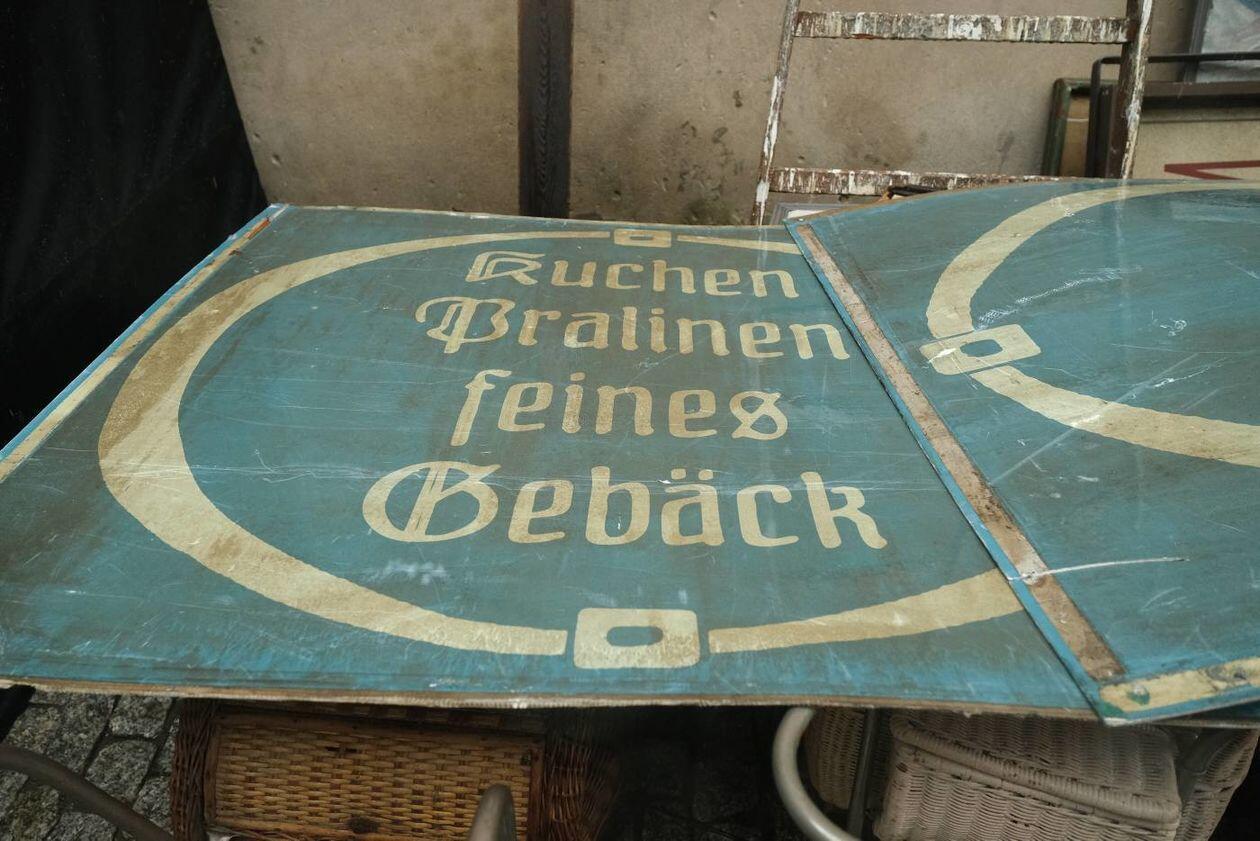 Kuchen
Pralinen
feines
Gebäck